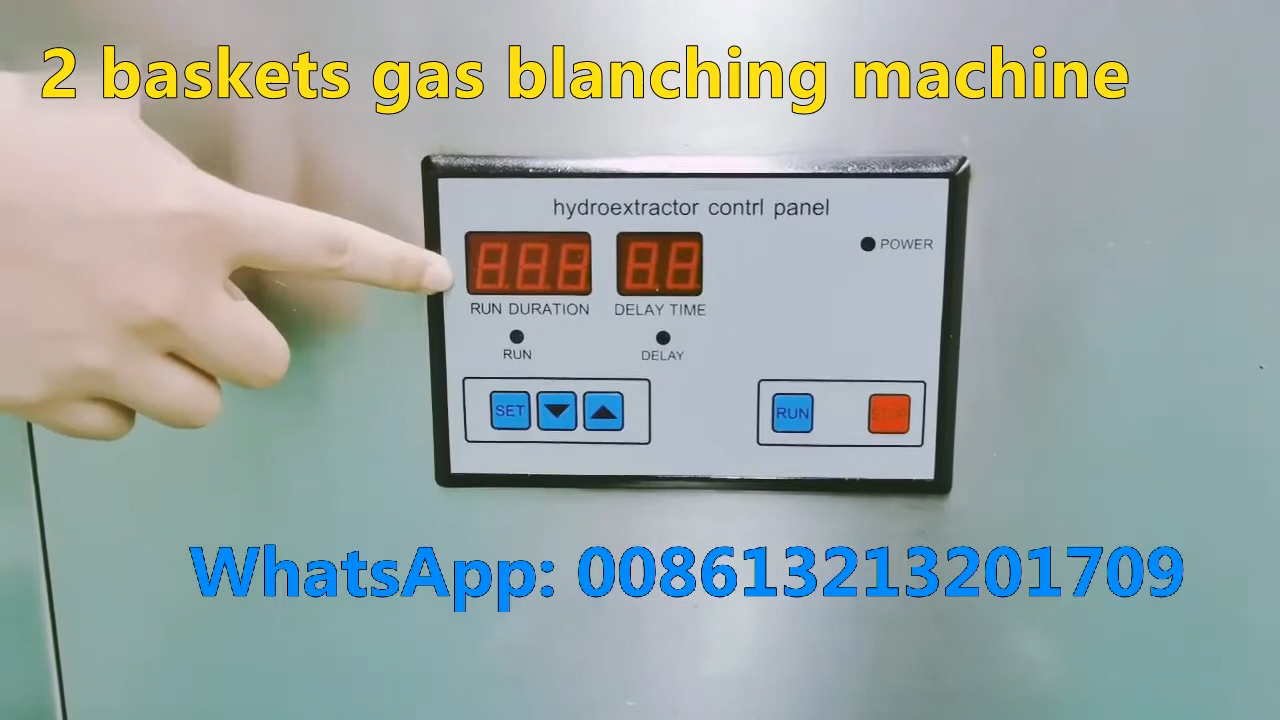 2 baskets gas blanching machine
hydroextractor contrl panel
POWER
RUN DURATION
DELAY TIME
RUN
DELAY
SET
RUN
STOP
WhatsApp: 008613213201709